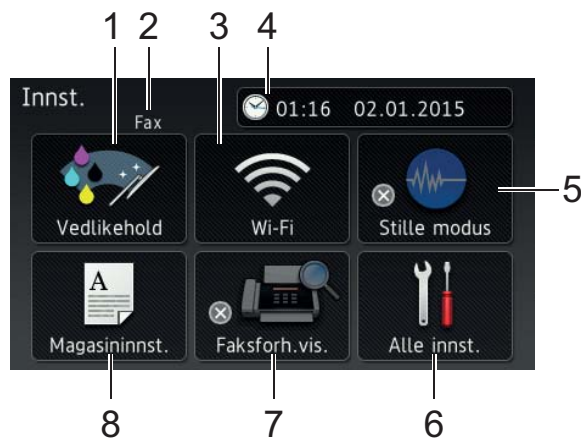 1 2 3 4
Innst.
Fax
01:16 02.01.2015
Vedlikehold Wi-Fi Stille modus
5
A
Magasininnst. Faksforh.vis. Alle innst.
8 7 6